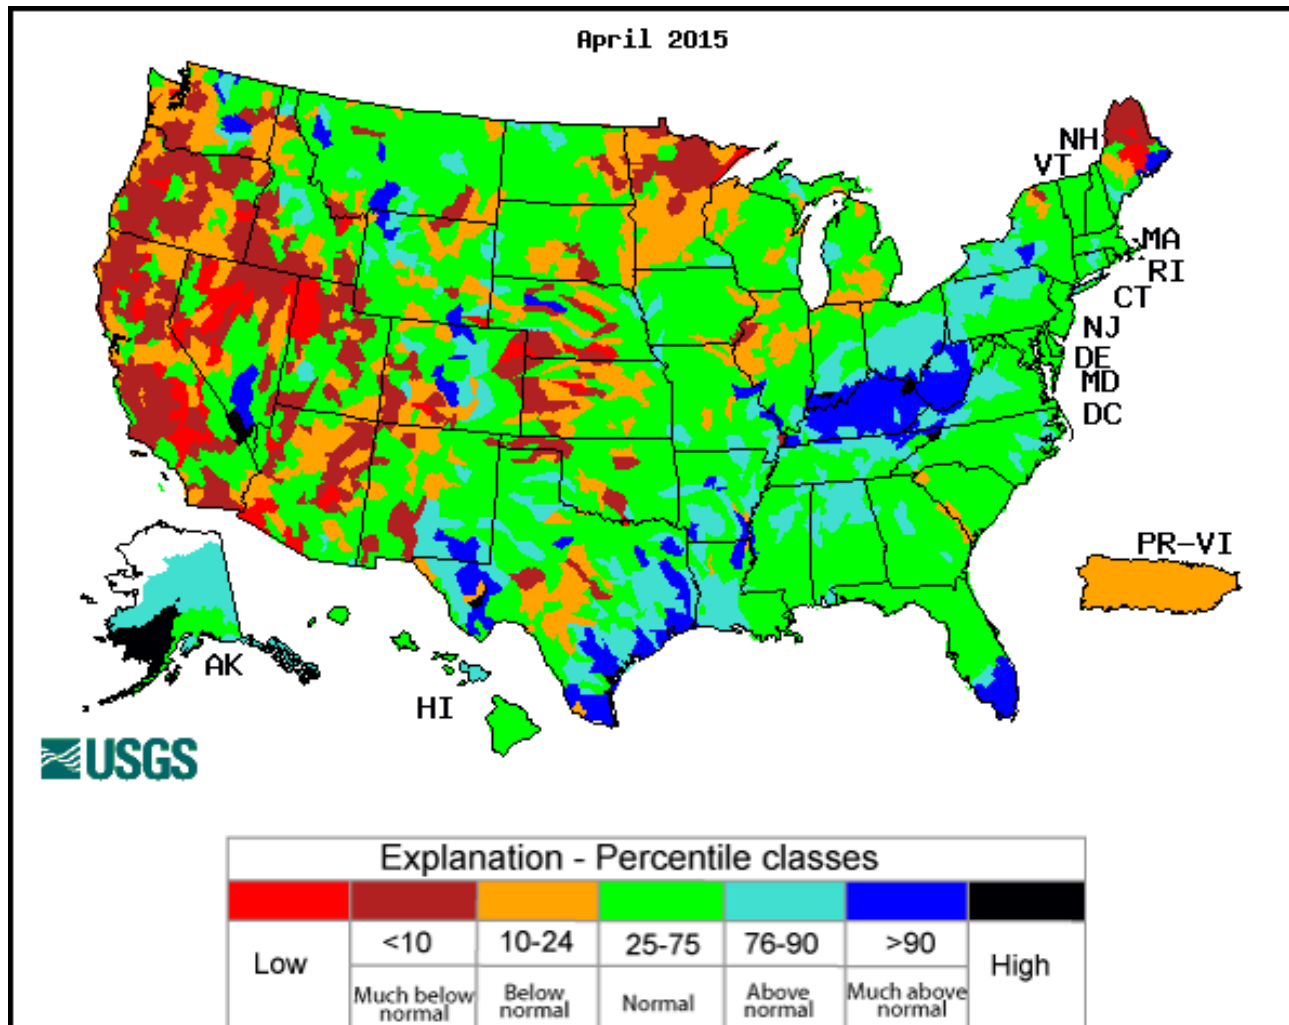 April 2015
NH
VT
MA
RI
CT
NJ
DE
MD
DC
PR-VI
AK
HI
USGS
Explanation - Percentile classes
<10 10-24 25-75 76-90 >90
Low High
Much below normal Below normal Normal Above normal Much above normal